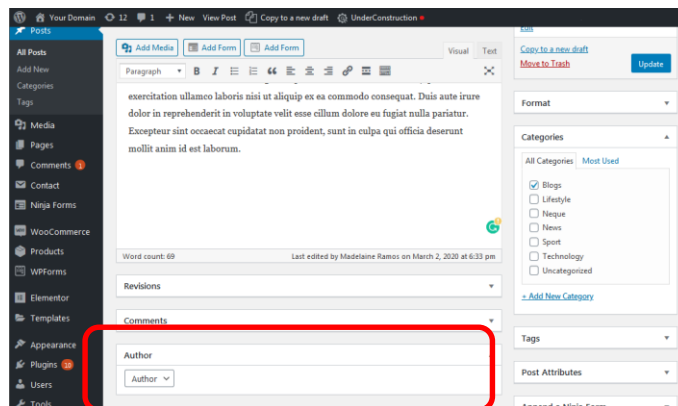 Your Domain 12 1 + New View Post Copy to a new draft UnderConstruction
Posts
All Posts
Add New
Categories
Tags
Media
Pages
Comments 1
Contact
Ninja Forms
WooCommerce
Products
WPForms
Elementor
Templates
Appearance
Plugins 10
Users
Tools
Add Media Add Form Add Form
Visual Text
Paragraph B I
exercitation ullamco laboris nisi ut aliquip ex ea commodo consequat. Duis aute irure
dolor in reprehenderit in voluptate velit esse cillum dolore eu fugiat nulla pariatur.
Excepteur sint occaecat cupidatat non proident, sunt in culpa qui officia deserunt
mollit anim id est laborum.
Word count: 69 Last edited by Madelaine Ramos on March 2, 2020 at 6:33 pm
Revisions
Comments
Author
Author
Edit
Copy to a new draft
Move to Trash
Update
Format
Categories
All Categories Most Used
Blogs
Lifestyle
Neque
News
Sport
Technology
Uncategorized
+ Add New Category
Tags
Post Attributes
Append a Ninja Form